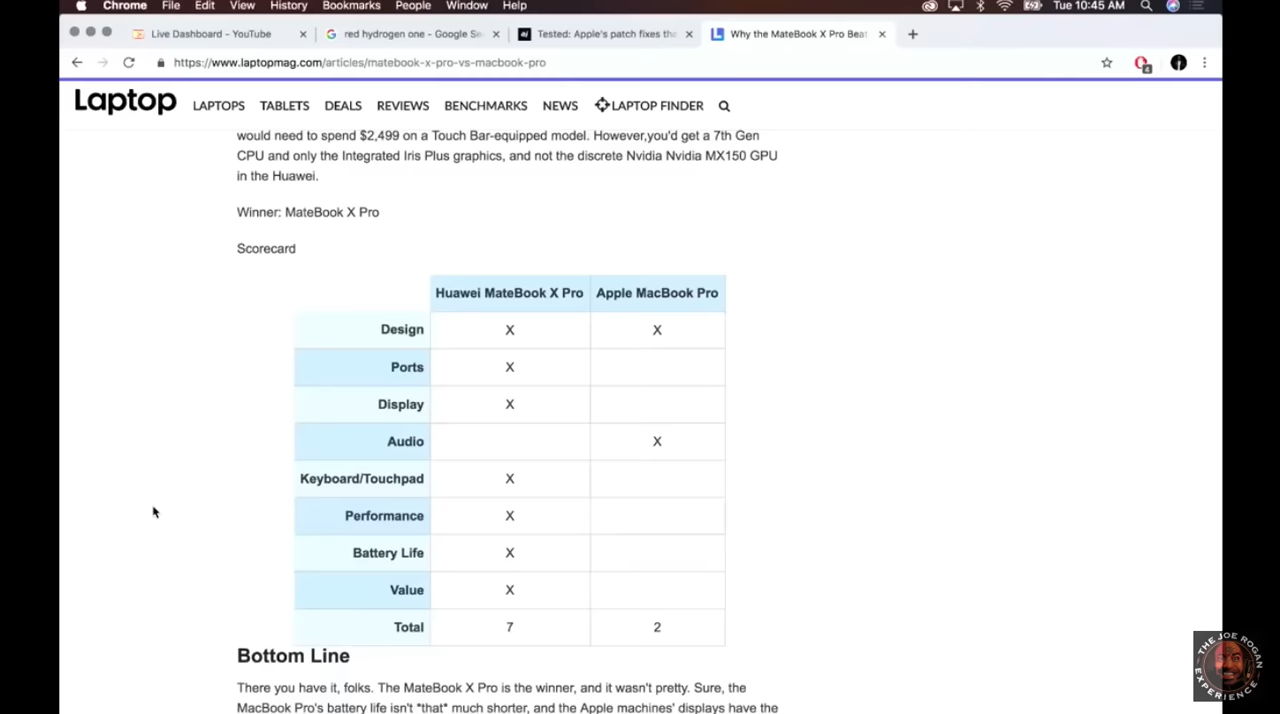 Chrome File Edit View History Bookmarks People Window Help Tue 10:45 AM
Live Dashboard - YouTube red hydrogen one - Google Se Tested: Apple's patch fixes tho Why the MateBook X Pro Beat
https://www.laptopmag.com/articles/matebook-x-pro-vs-macbook-pro
Laptop LAPTOPS TABLETS DEALS REVIEWS BENCHMARKS NEWS LAPTOP FINDER
would need to spend $2,499 on a Touch Bar-equipped model. However,you'd get a 7th Gen
CPU and only the Integrated Iris Plus graphics, and not the discrete Nvidia Nvidia MX150 GPU
in the Huawei.
Winner: MateBook X Pro
Scorecard
Huawei MateBook X Pro Apple MacBook Pro
Design X X
Ports X
Display X
Audio X
Keyboard/Touchpad X
Performance X
Battery Life X
Value X
Total 7 2
Bottom Line
There you have it, folks. The MateBook X Pro is the winner, and it wasn't pretty. Sure, the
MacBook Pro's battery life isn't *that* much shorter, and the Apple machines' displays have the
THE JOE ROGAN
EXPERIENCE